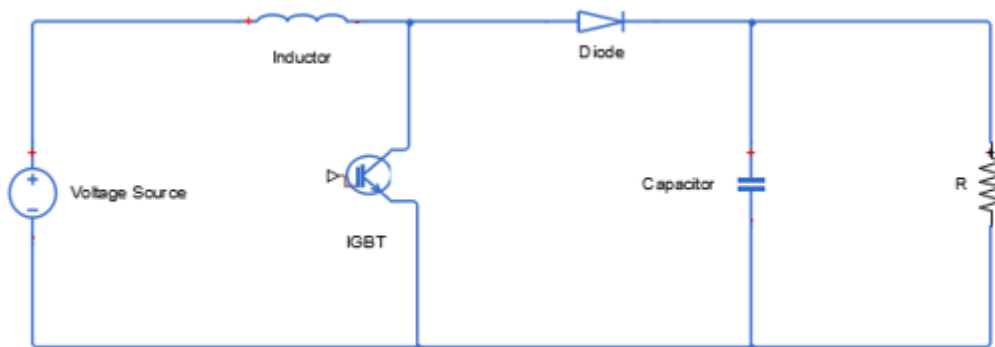 Inductor
Diode
Voltage Source
IGBT
Capacitor
R